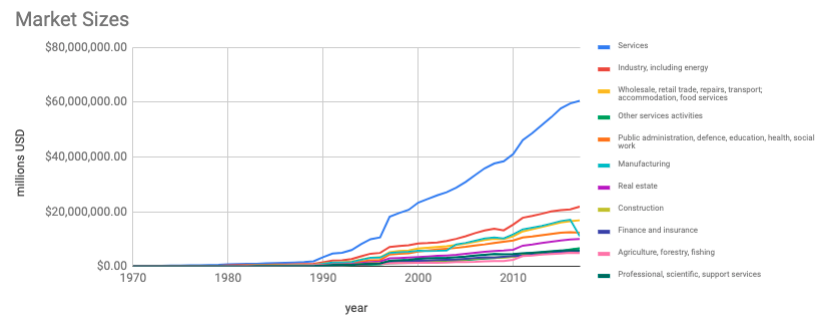 Market Sizes
$80,000,000.00
$60,000,000.00
$40,000,000.00
$20,000,000.00
$0.00
millions USD
1970
1980
1990
2000
2010
year
Services
Industry, including energy
Wholesale, retail trade, repairs, transport;
accommodation, food services
Other services activities
Public administration, defence, education, health, social
work
Manufacturing
Real estate
Construction
Finance and insurance
Agriculture, forestry, fishing
Professional, scientific, support services